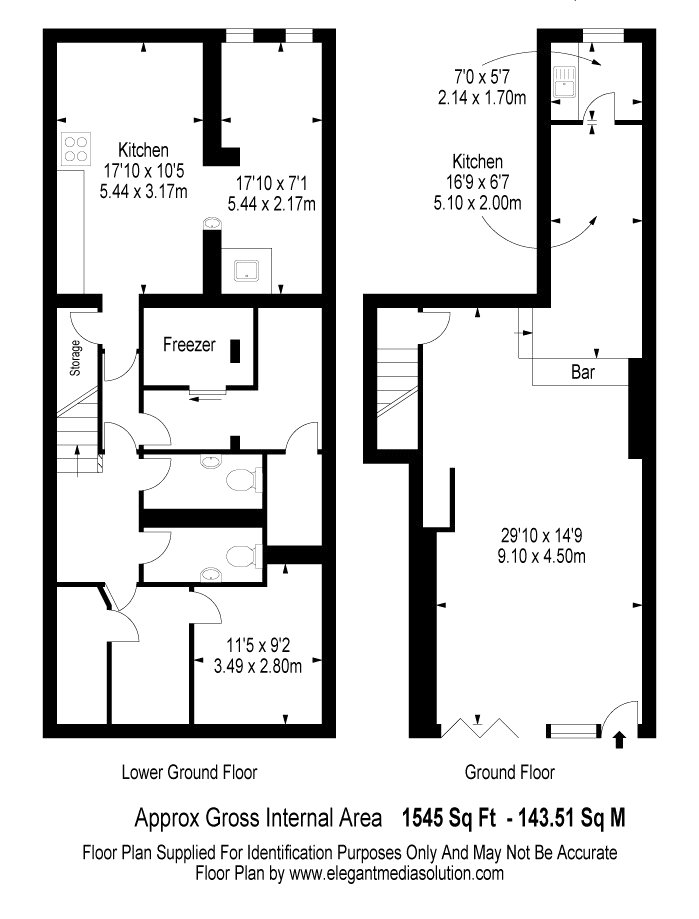 Kitchen
17'10 x 10'5
5.44 x 3.17m
17'10 x 7'1
5.44 x 2.17m
Storage
Freezer
11'5 x 9'2
3.49 x 2.80m
Lower Ground Floor
7'0 x 5'7
2.14 x 1.70m
Kitchen
16'9 x 6'7
5.10 x 2.00m
Bar
29'10 x 14'9
9.10 x 4.50m
Ground Floor
Approx Gross Internal Area 1545 Sq Ft - 143.51 Sq M
Floor Plan Supplied For Identification Purposes Only And May Not Be Accurate
Floor Plan by www.elegantmediasolution.com